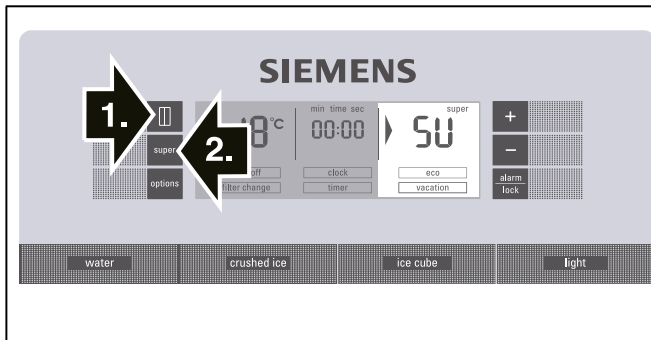 SIEMENS
1.
min time sec
super
18°C
00:00
SU
+
super
2.
−
options
off
clock
eco
alarm
lock
filter change
timer
vacation
water
crushed ice
ice cube
light